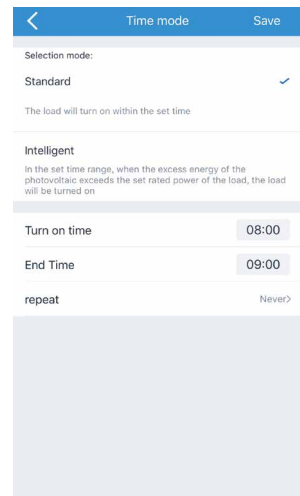 Time mode
Save
Selection mode:
Standard
The load will turn on within the set time
Intelligent
In the set time range, when the excess energy of the
photovoltaic exceeds the set rated power of the load, the load
will be turned on
Turn on time 08:00
End Time 09:00
repeat Never>